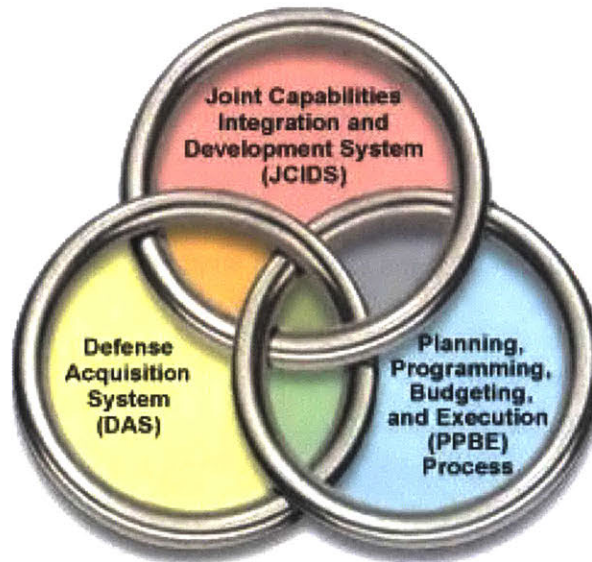 Joint Capabilities
Integration and
Development System
(JCIDS)
Defense
Acquisition
System
(DAS)
Planning,
Programming,
Budgeting,
and Execution
(PPBE)
Process